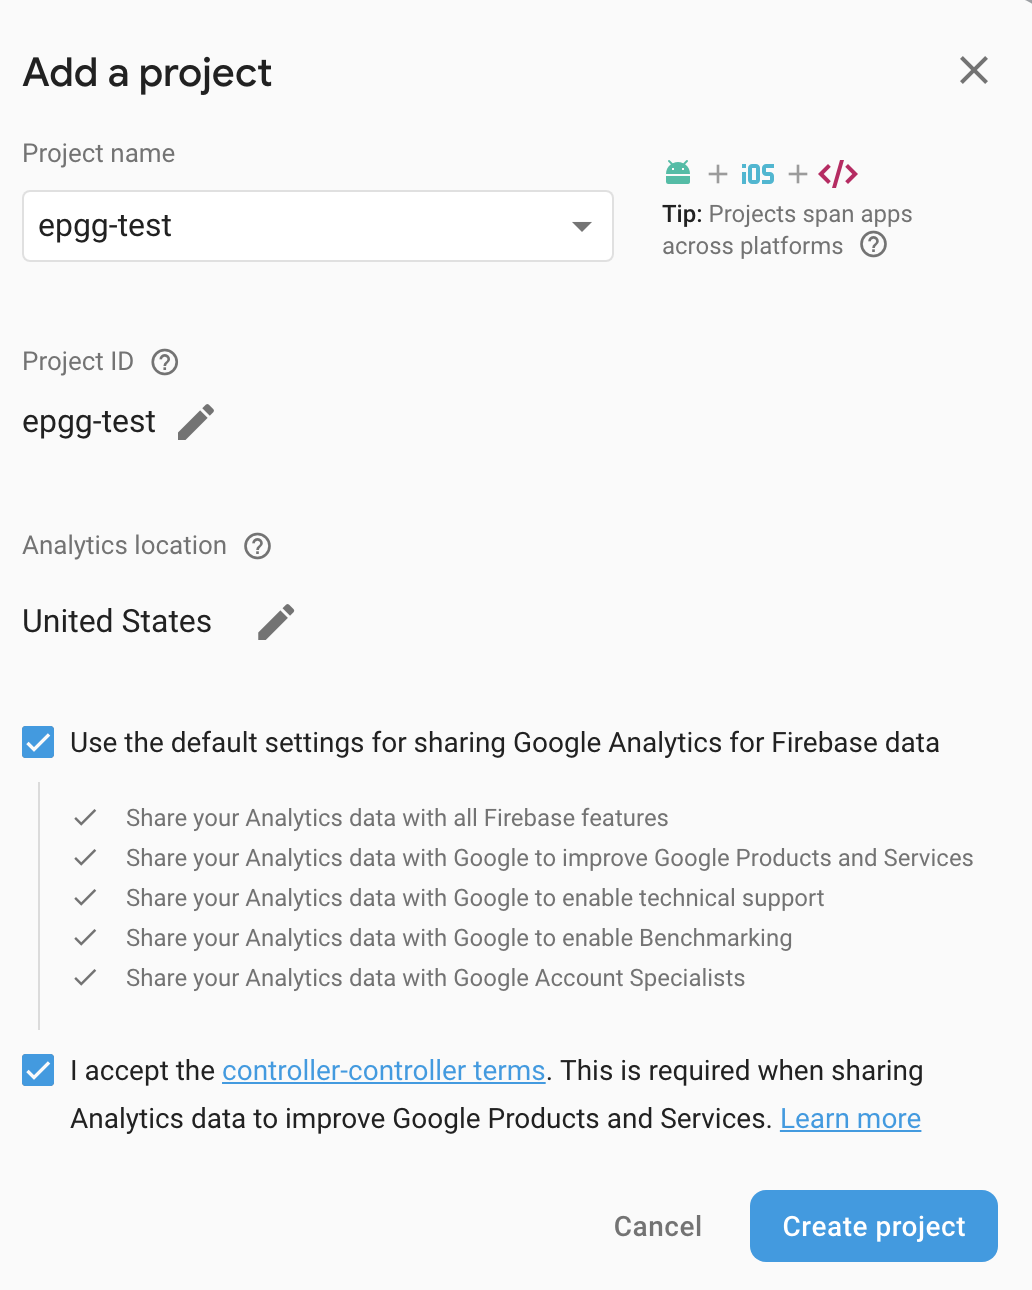 Add a project
Project name
epgg-test
+ iOS + </>
Tip: Projects span apps
across platforms ?
Project ID ?
epgg-test
Analytics location ?
United States
Use the default settings for sharing Google Analytics for Firebase data
Share your Analytics data with all Firebase features
Share your Analytics data with Google to improve Google Products and Services
Share your Analytics data with Google to enable technical support
Share your Analytics data with Google to enable Benchmarking
Share your Analytics data with Google Account Specialists
I accept the controller-controller terms. This is required when sharing
Analytics data to improve Google Products and Services. Learn more
Cancel
Create project